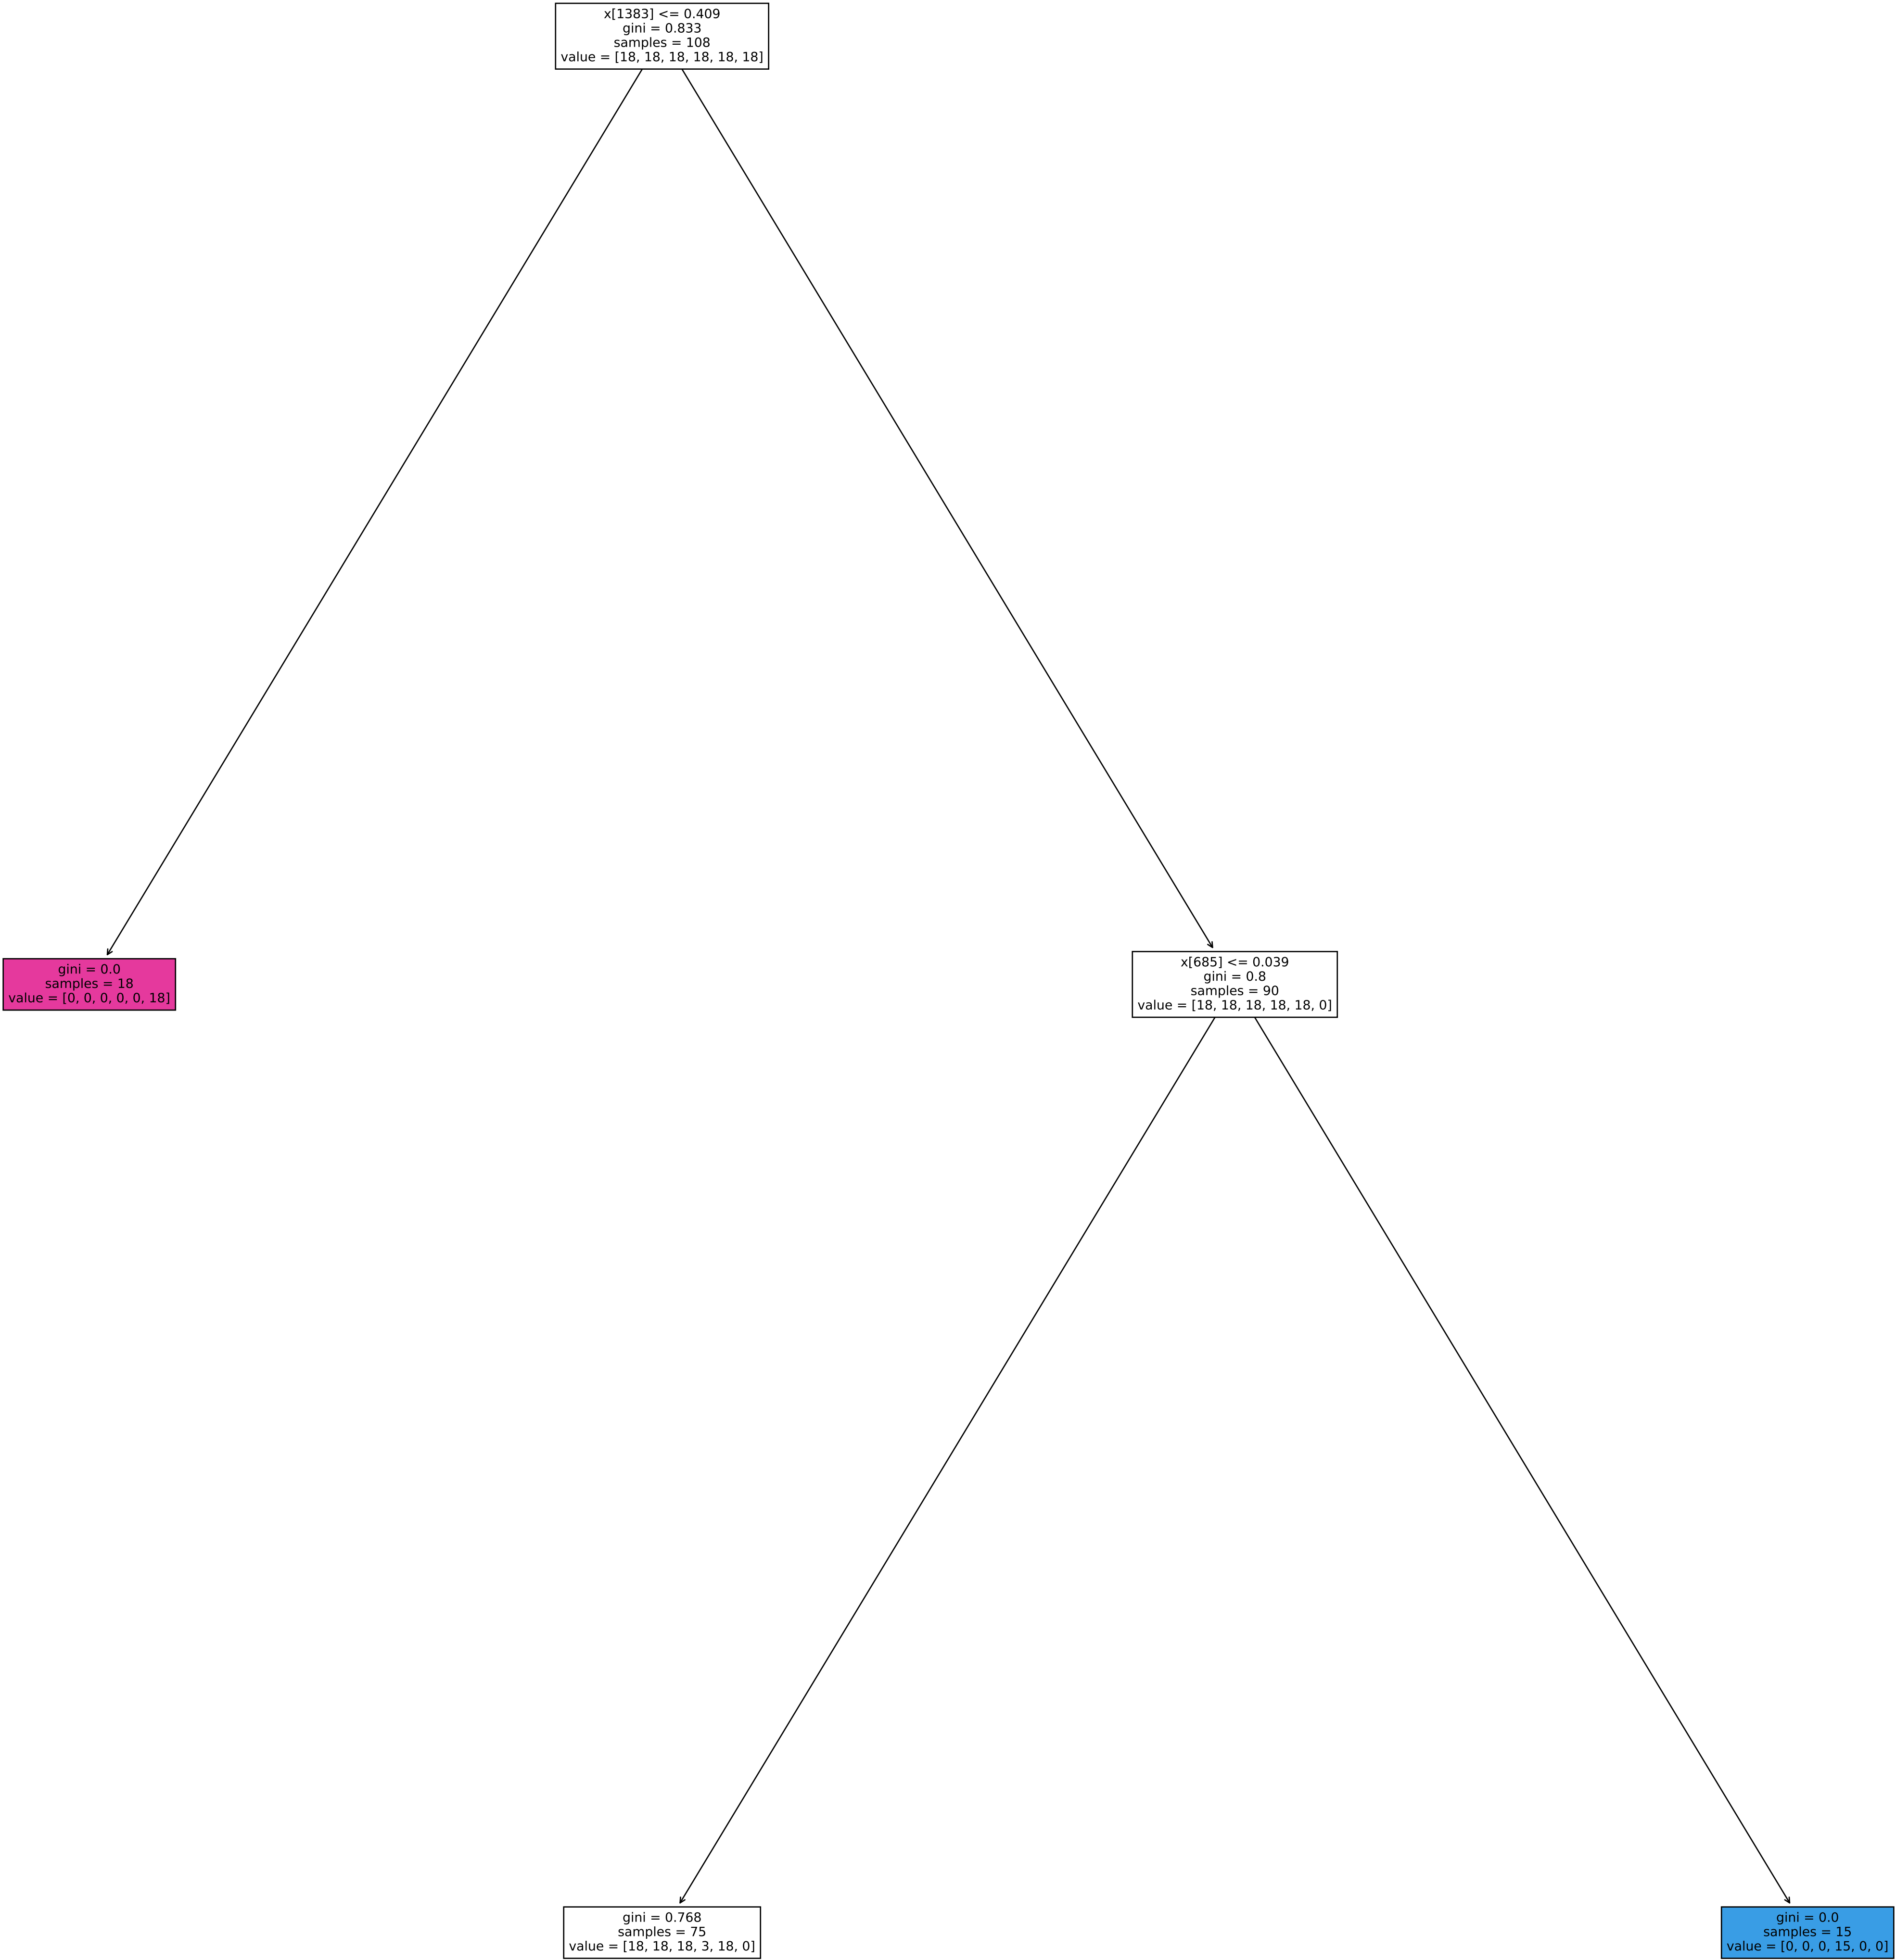 x[1383] <= 0.409
gini = 0.833
samples = 108
value = [18, 18, 18, 18, 18, 18]
gini = 0.0
samples = 18
value = [0, 0, 0, 0, 0, 18]
x[685] <= 0.039
gini = 0.8
samples = 90
value = [18, 18, 18, 18, 18, 0]
gini = 0.768
samples = 75
value = [18, 18, 18, 3, 18, 0]
gini = 0.0
samples = 15
value = [0, 0, 0, 15, 0, 0]